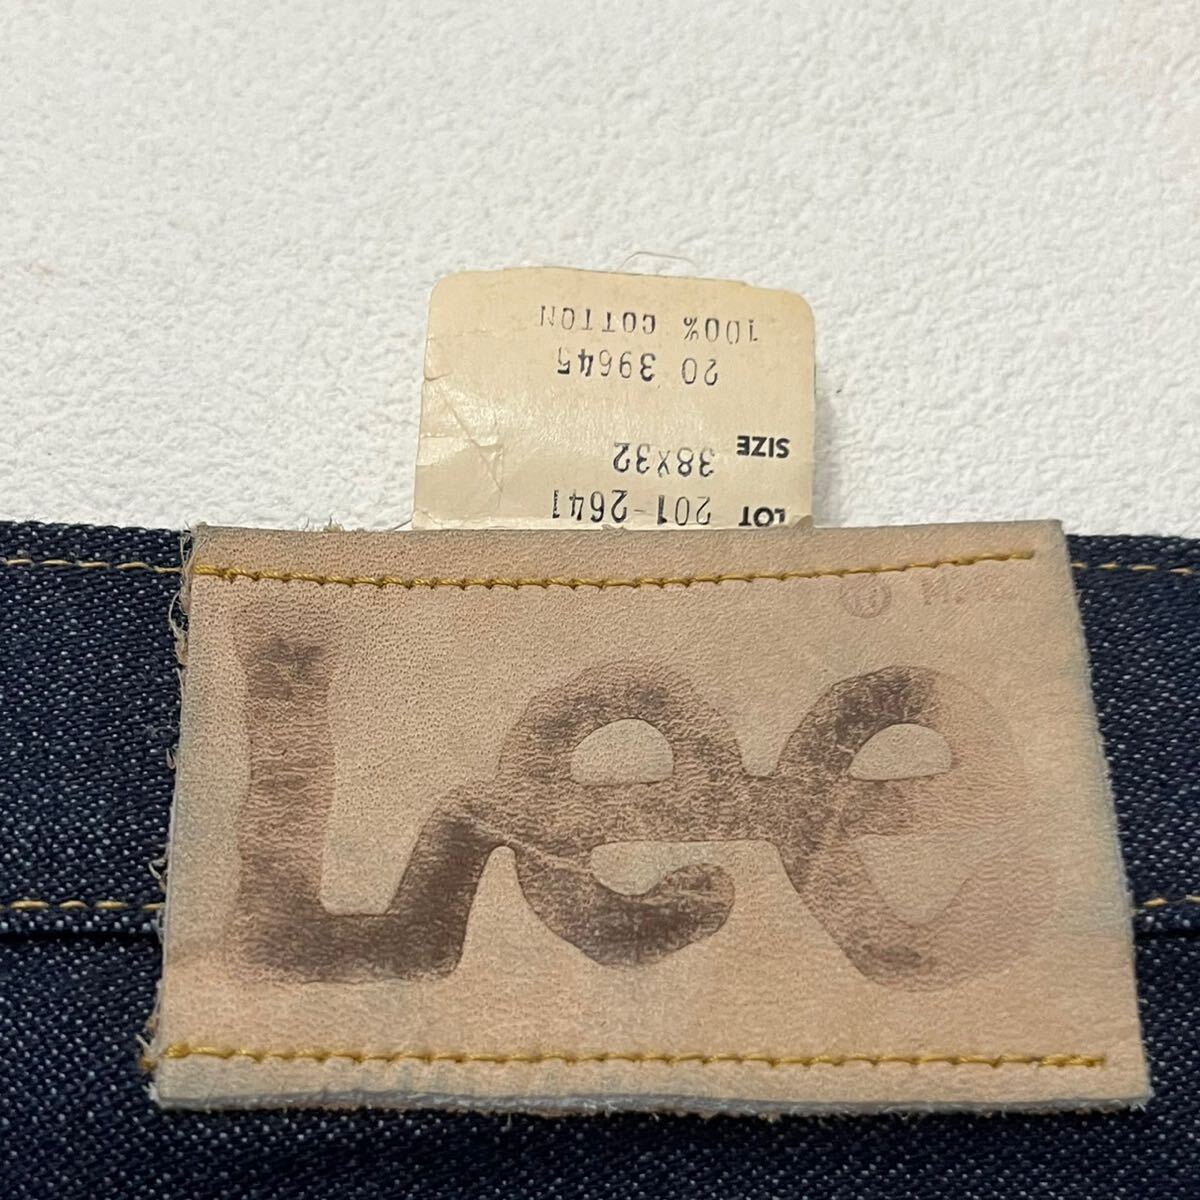 LOT 201-2641
SIZE 38X32
20 39645
100% COTTON
Lee